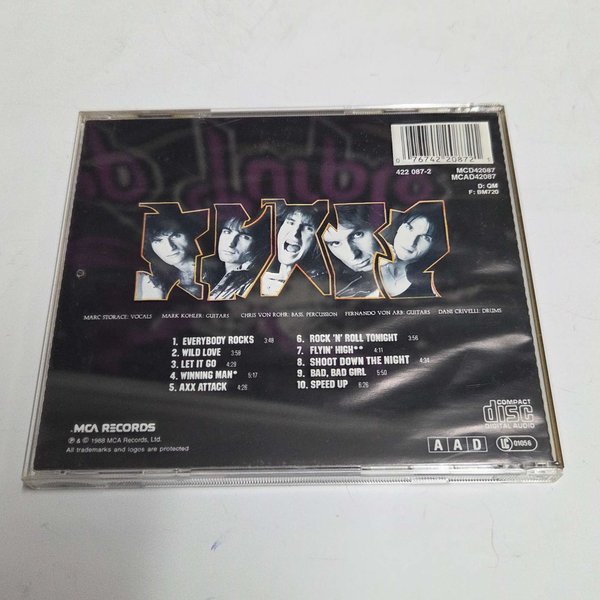 0 76742 20872 1
422 087-2
MCD42087
MCAD42087
D: QM
F: BM720
MARC STORACE: VOCALS MARK KOHLER: GUITARS CHRIS VON ROHR: BASS, PERCUSSION FERNANDO VON ARB: GUITARS DANI CRIVELLI: DRUMS
1. EVERYBODY ROCKS 3:48
2. WILD LOVE 3:58
3. LET IT GO 4:29
4. WINNING MAN* 5:17
5. AXX ATTACK 4:26
6. ROCK 'N' ROLL TONIGHT 3:56
7. FLYIN' HIGH** 4:11
8. SHOOT DOWN THE NIGHT 4:34
9. BAD, BAD GIRL 5:50
10. SPEED UP 6:26
MCA RECORDS
℗ & © 1988 MCA Records, Ltd.
All trademarks and logos are protected
COMPACT
disc
DIGITAL AUDIO
A A D
LC 01056